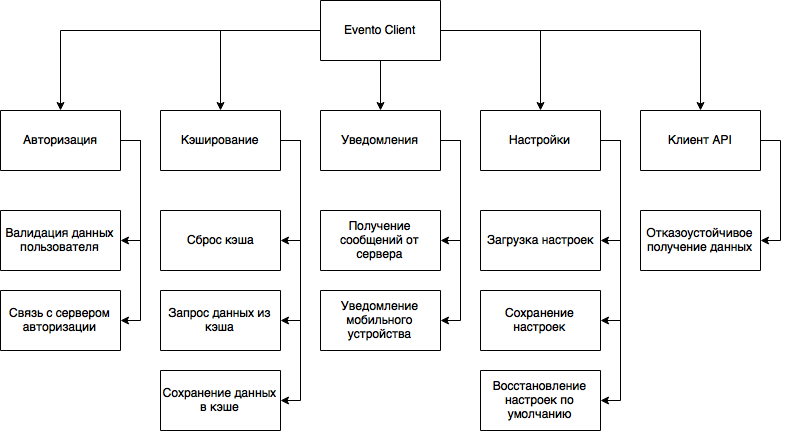 Evento Client
Авторизация
Кэширование
Уведомления
Настройки
Клиент API
Валидация данных
пользователя
Сброс кэша
Получение
сообщений от
сервера
Загрузка настроек
Отказоустойчивое
получение данных
Связь с сервером
авторизации
Запрос данных из
кэша
Уведомление
мобильного
устройства
Сохранение
настроек
Сохранение данных
в кэше
Восстановление
настроек по
умолчанию